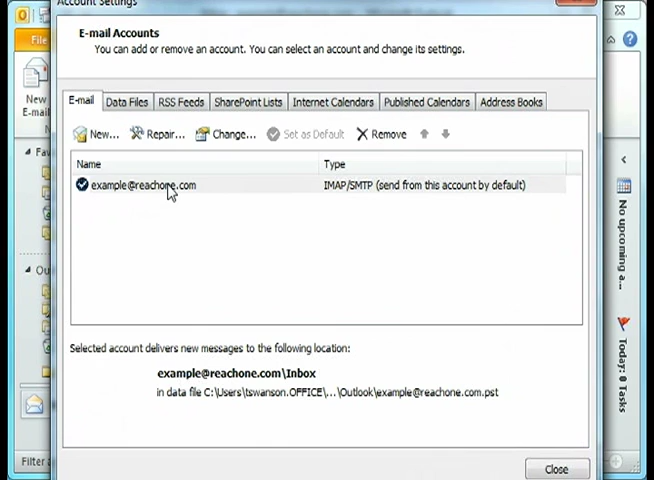 Account Settings
File
New
E-mail
E-mail Accounts
You can add or remove an account. You can select an account and change its settings.
E-mail Data Files RSS Feeds SharePoint Lists Internet Calendars Published Calendars Address Books
New... Repair... Change... Set as Default Remove
Name Type
example@reachone.com IMAP/SMTP (send from this account by default)
Selected account delivers new messages to the following location:
example@reachone.com\Inbox
in data file C:\Users\tswanson.OFFICE\...\Outlook\example@reachone.com.pst
Close
Fav
Ou
Filter
No upcoming a...
Today: 0 Tasks